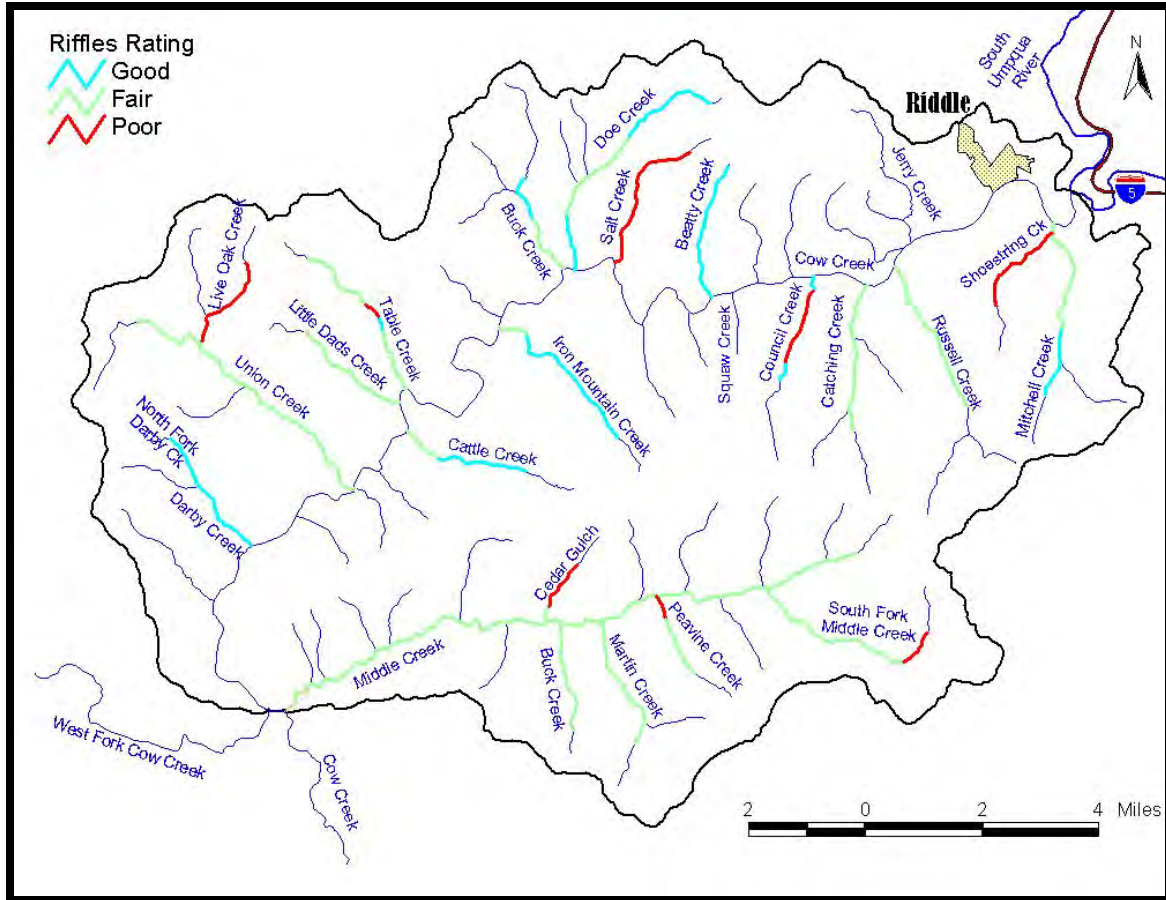 Riffles Rating
Good
Fair
Poor
South
Umpqua
River
N
Riddle
5
Doe Creek
Jerry Creek
Salt Creek
Beatty Creek
Buck Creek
Live Oak Creek
Shoestring Ck
Cow Creek
Table Creek
Little Dads Creek
Council Creek
Squaw Creek
Catching Creek
Russell Creek
Iron Mountain Creek
Union Creek
Mitchell Creek
North Fork
Darby Ck
Cattle Creek
Darby Creek
Cedar Gulch
South Fork
Middle Creek
Peavine Creek
Middle Creek
Buck Creek
Martin Creek
West Fork Cow Creek
Cow Creek
2 0 2 4 Miles